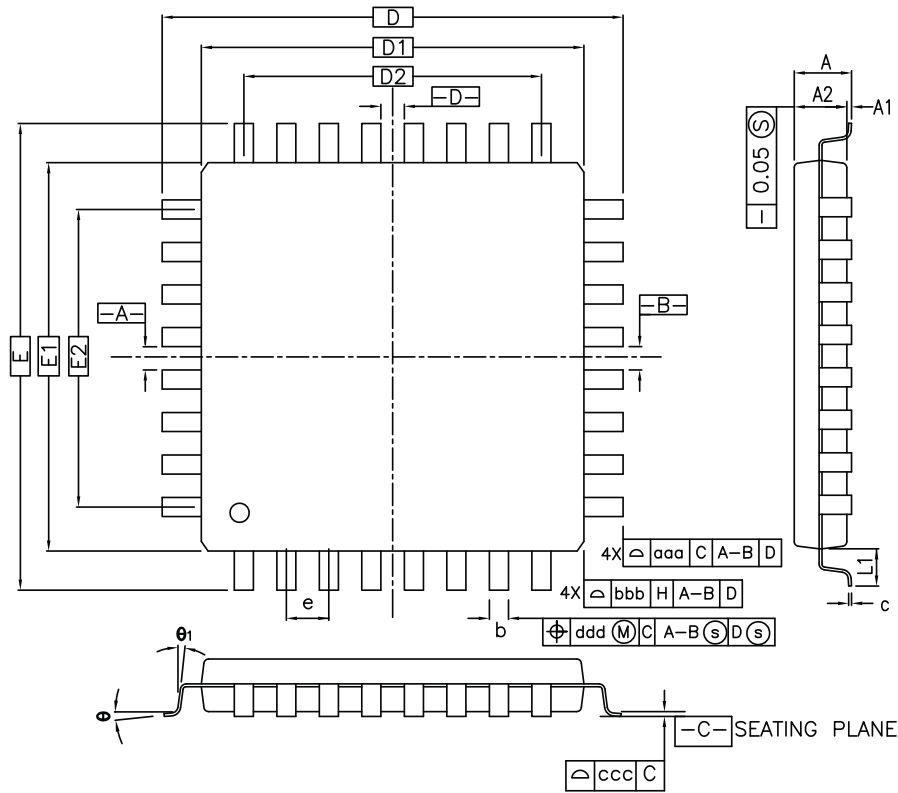 D
D1
D2
-D-
A
A2
A1
0.05 Ⓢ
-A-
-B-
E
E1
E2
4X ⌓ aaa C A-B D
4X ⌓ bbb H A-B D
⌖ ddd Ⓜ C A-B ⓢ D ⓢ
L1
c
e
b
θ1
θ
-C- SEATING PLANE
⌓ ccc C